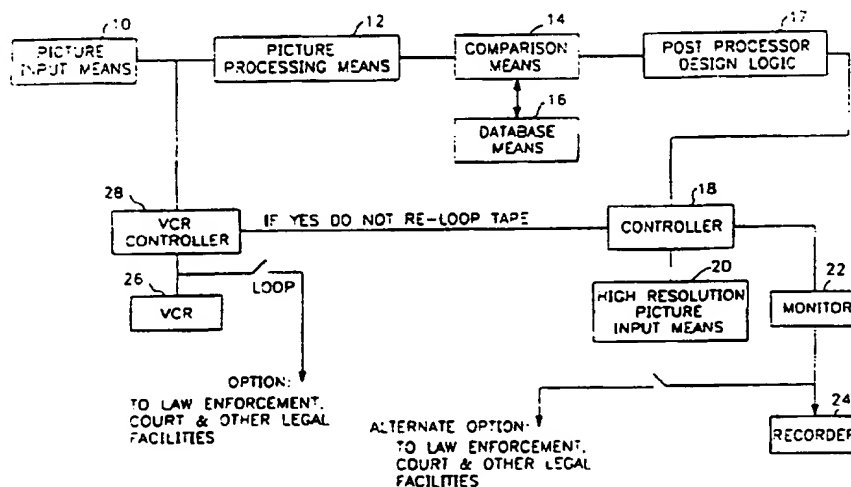 10
PICTURE
INPUT MEANS
12
PICTURE
PROCESSING MEANS
14
COMPARISON
MEANS
17
POST PROCESSOR
DESIGN LOGIC
16
DATABASE
MEANS
28
VCR
CONTROLLER
IF YES DO NOT RE-LOOP TAPE
18
CONTROLLER
26
VCR
LOOP
20
HIGH RESOLUTION
PICTURE
INPUT MEANS
22
MONITOR
OPTION:
TO LAW ENFORCEMENT,
COURT & OTHER LEGAL
FACILITIES
ALTERNATE OPTION:
TO LAW ENFORCEMENT,
COURT & OTHER LEGAL
FACILITIES
24
RECORDER